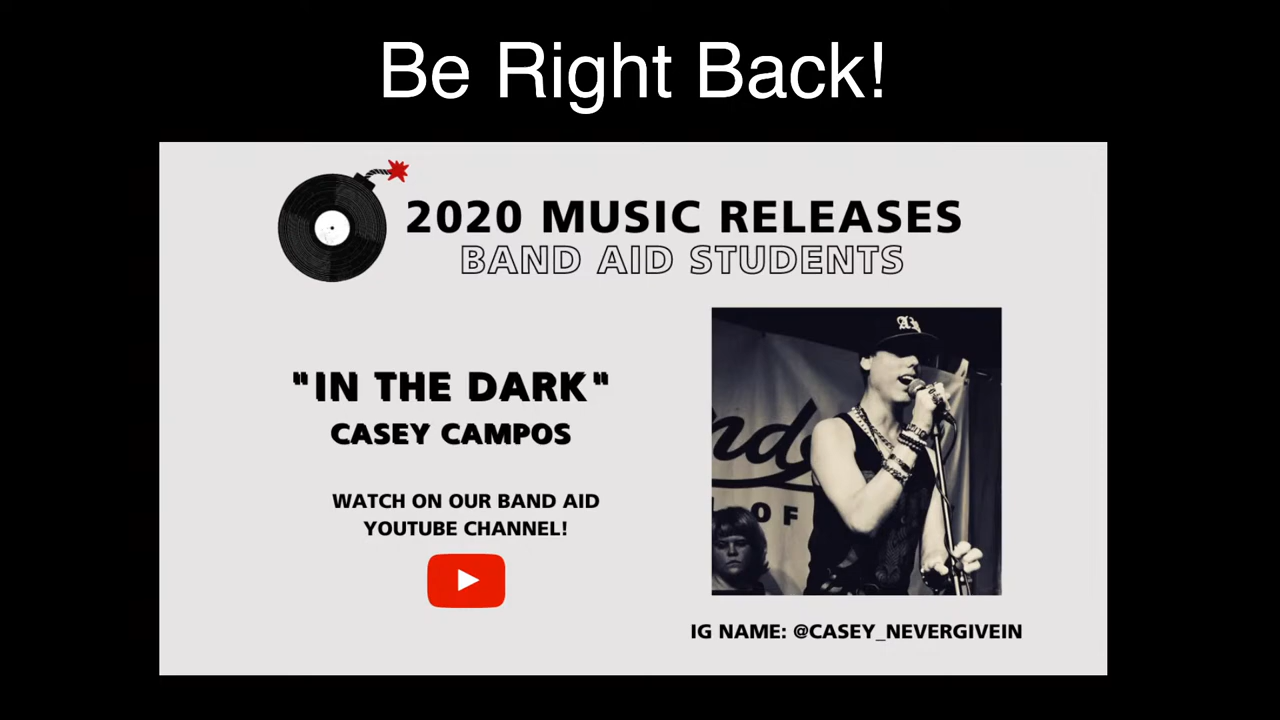 Be Right Back!
2020 MUSIC RELEASES
BAND AID STUDENTS
"IN THE DARK"
CASEY CAMPOS
WATCH ON OUR BAND AID
YOUTUBE CHANNEL!
OF
IG NAME: @CASEY_NEVERGIVEIN